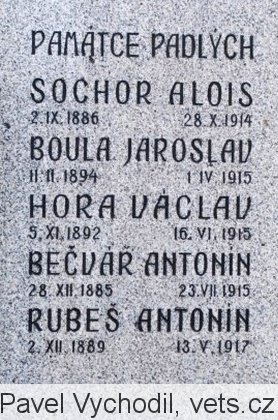 PAMÁTCE PADLÝCH
SOCHOR ALOIS
2. IX. 1886 28. X. 1914
BOULA JAROSLAV
11. 11. 1894 1 IV. 1915
HORA VÁCLAV
5. XI. 1892 16. VI. 1915
BEČVÁŘ ANTONÍN
28. XII. 1885 23. VII 1915
RUBEŠ ANTONÍN
2. XII. 1889 13. V. 1917
Pavel Vychodil, vets.cz